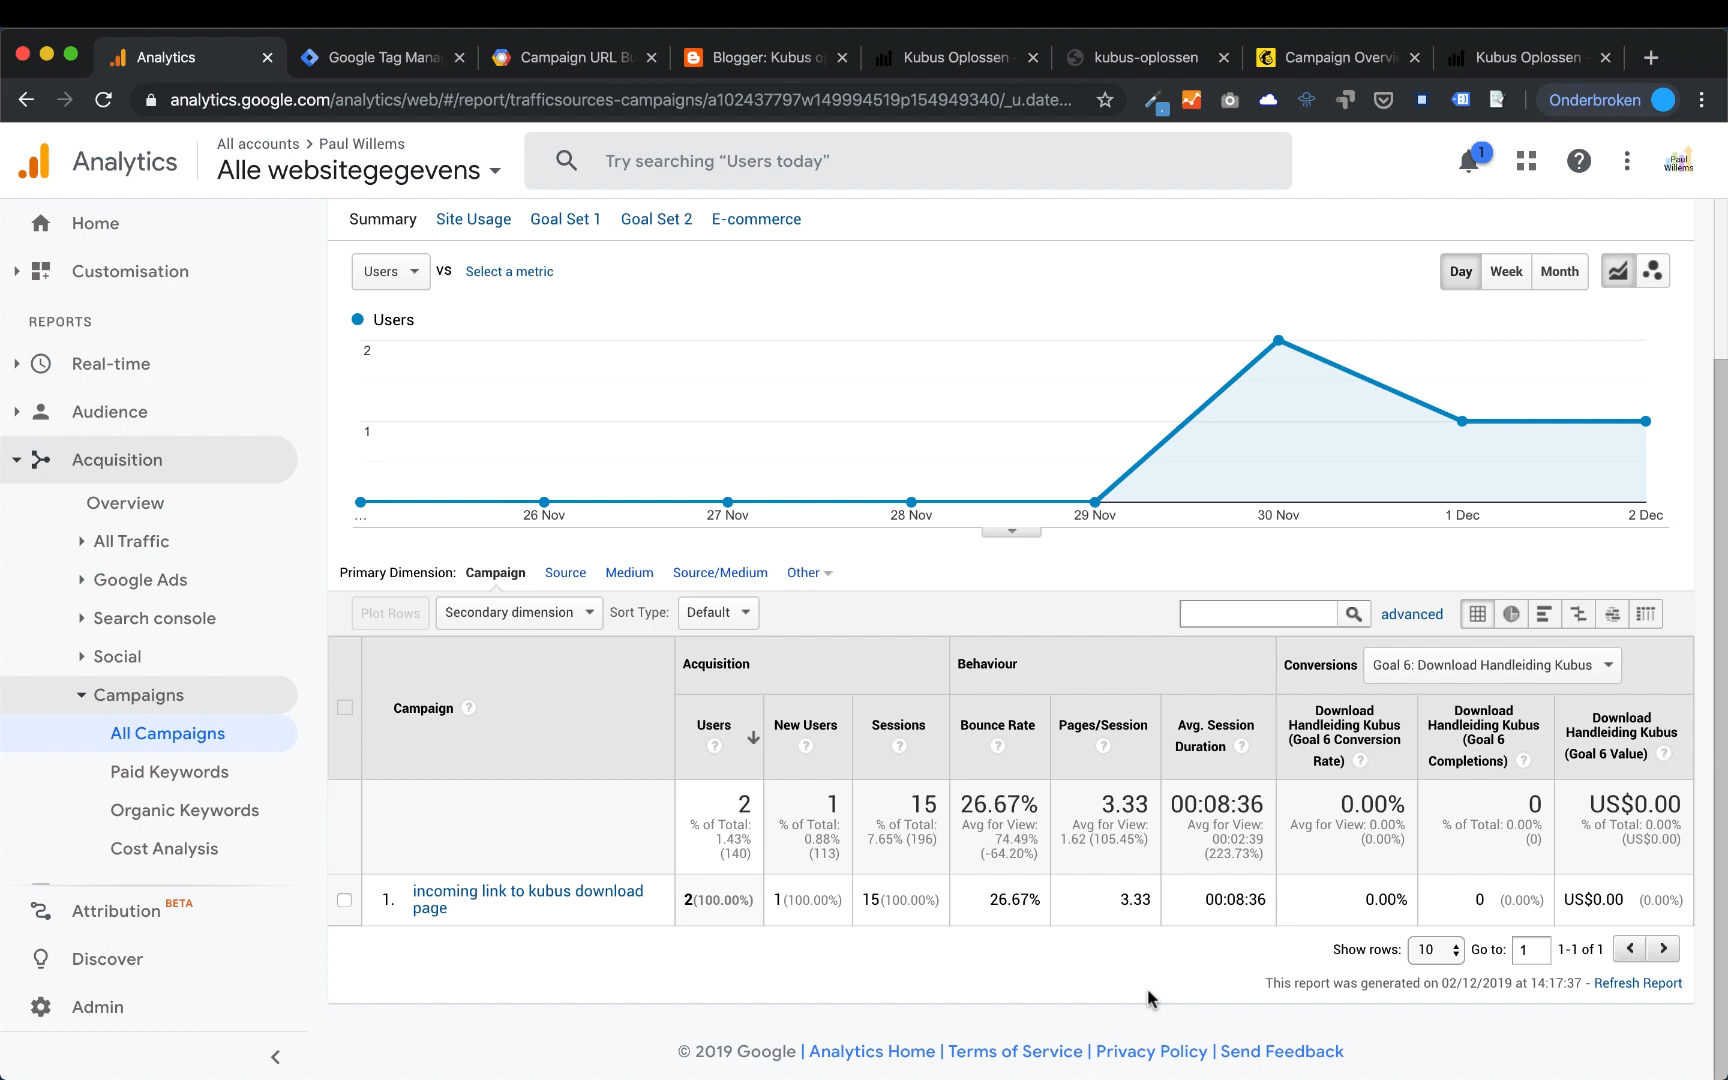 Analytics
Google Tag Mana
Campaign URL Bu
Blogger: Kubus op
Kubus Oplossen
kubus-oplossen
Campaign Overvi
Kubus Oplossen
analytics.google.com/analytics/web/#/report/trafficsources-campaigns/a102437797w149994519p154949340/_u.date...
Onderbroken
Analytics
All accounts > Paul Willems
Alle websitegegevens
Try searching “Users today”
1
Paul
Willems
Home
Customisation
REPORTS
Real-time
Audience
Acquisition
Overview
All Traffic
Google Ads
Search console
Social
Campaigns
All Campaigns
Paid Keywords
Organic Keywords
Cost Analysis
Attribution BETA
Discover
Admin
Summary Site Usage Goal Set 1 Goal Set 2 E-commerce
Users VS Select a metric
Day Week Month
Users
2
1
... 26 Nov 27 Nov 28 Nov 29 Nov 30 Nov 1 Dec 2 Dec
Primary Dimension: Campaign Source Medium Source/Medium Other
Plot Rows Secondary dimension Sort Type: Default advanced
Campaign ?
Acquisition
Behaviour
Conversions Goal 6: Download Handleiding Kubus
Users ?
New Users ?
Sessions ?
Bounce Rate ?
Pages/Session ?
Avg. Session
Duration ?
Download
Handleiding Kubus
(Goal 6 Conversion
Rate) ?
Download
Handleiding Kubus
(Goal 6
Completions) ?
Download
Handleiding Kubus
(Goal 6 Value) ?
2
% of Total:
1.43%
(140)
1
% of Total:
0.88%
(113)
15
% of Total:
7.65% (196)
26.67%
Avg for View:
74.49%
(-64.20%)
3.33
Avg for View:
1.62 (105.45%)
00:08:36
Avg for View:
00:02:39
(223.73%)
0.00%
Avg for View: 0.00%
(0.00%)
0
% of Total: 0.00%
(0)
US$0.00
% of Total: 0.00%
(US$0.00)
1. incoming link to kubus download
page
2(100.00%) 1(100.00%) 15(100.00%) 26.67% 3.33 00:08:36 0.00% 0 (0.00%) US$0.00 (0.00%)
Show rows: 10 Go to: 1 1-1 of 1
This report was generated on 02/12/2019 at 14:17:37 - Refresh Report
© 2019 Google | Analytics Home | Terms of Service | Privacy Policy | Send Feedback